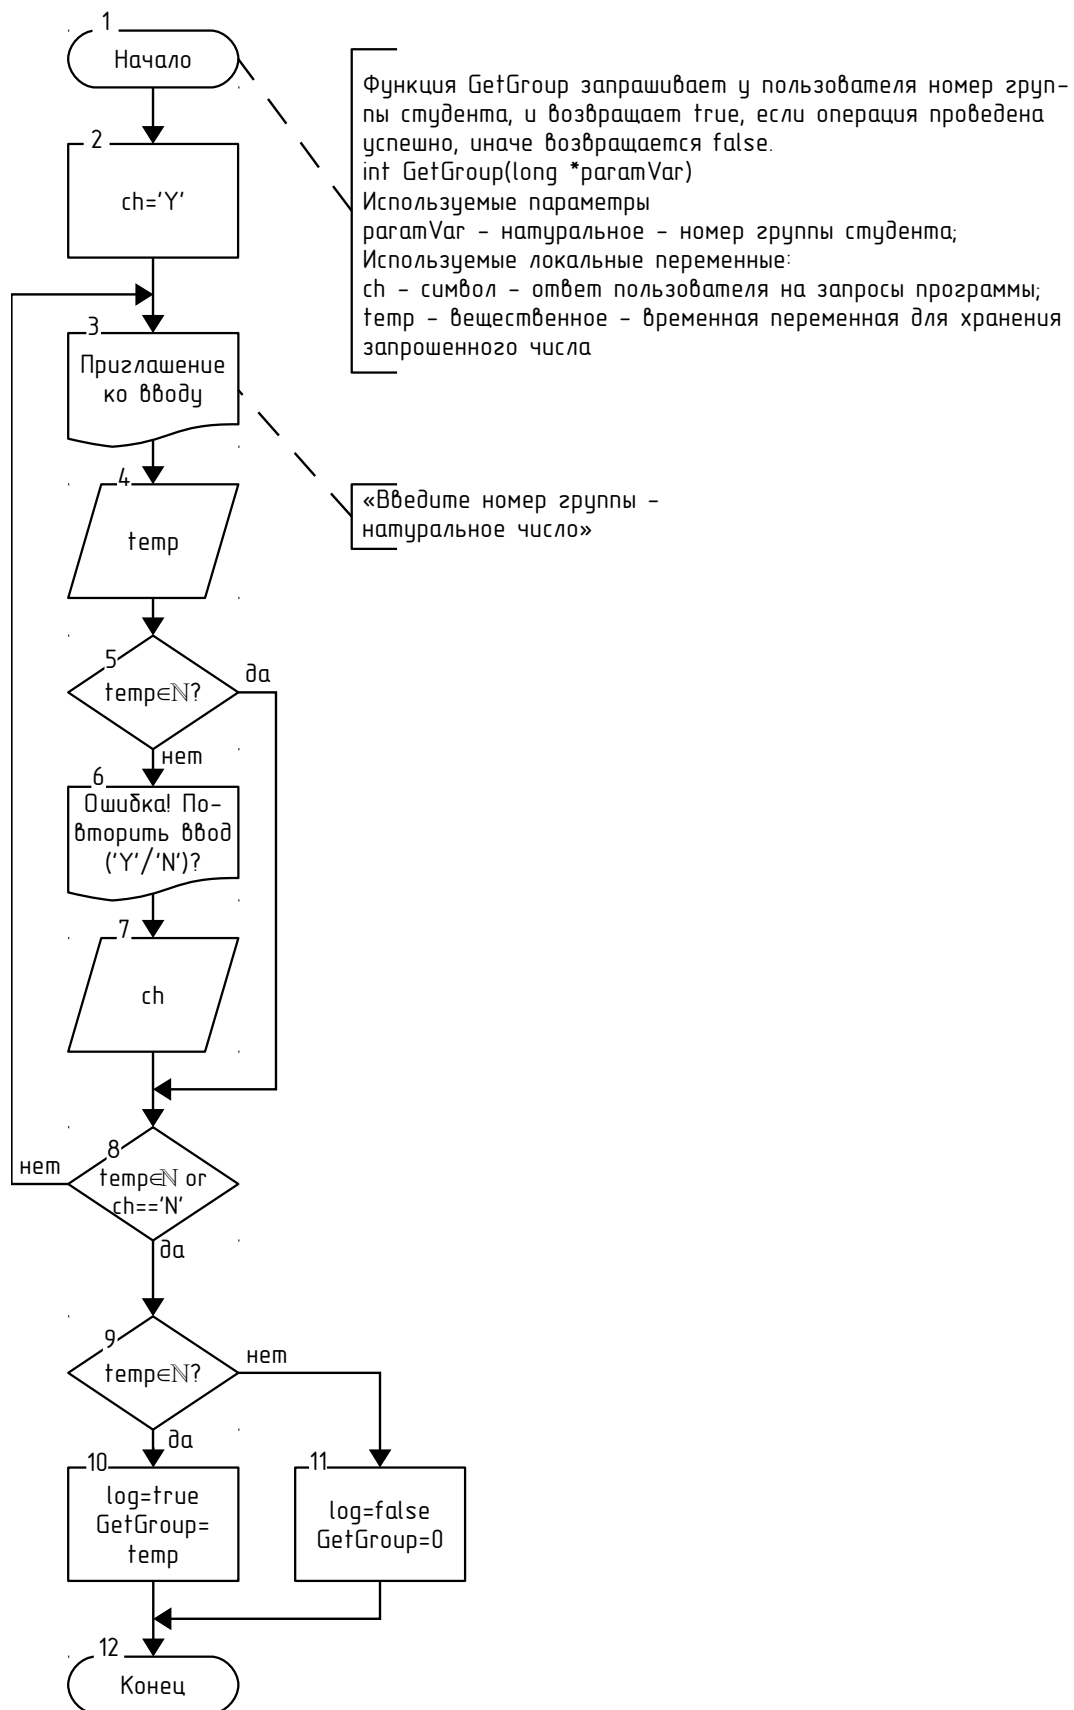 1
Начало
Функция GetGroup запрашивает у пользователя номер груп-
пы студента, и возвращает true, если операция проведена
успешно, иначе возвращается false.
int GetGroup(long *paramVar)
Используемые параметры
paramVar - натуральное - номер группы студента;
Используемые локальные переменные:
ch - символ - ответ пользователя на запросы программы;
temp - вещественное - временная переменная для хранения
запрошенного числа
2
ch='Y'
3
Приглашение
ко вводу
«Введите номер группы -
натуральное число»
4
temp
5
temp∈ℕ?
да
нет
6
Ошибка! По-
вторить ввод
('Y'/'N')?
7
ch
8
temp∈ℕ or
ch=='N'
нет
да
9
temp∈ℕ?
нет
да
10
log=true
GetGroup=
temp
11
log=false
GetGroup=0
12
Конец